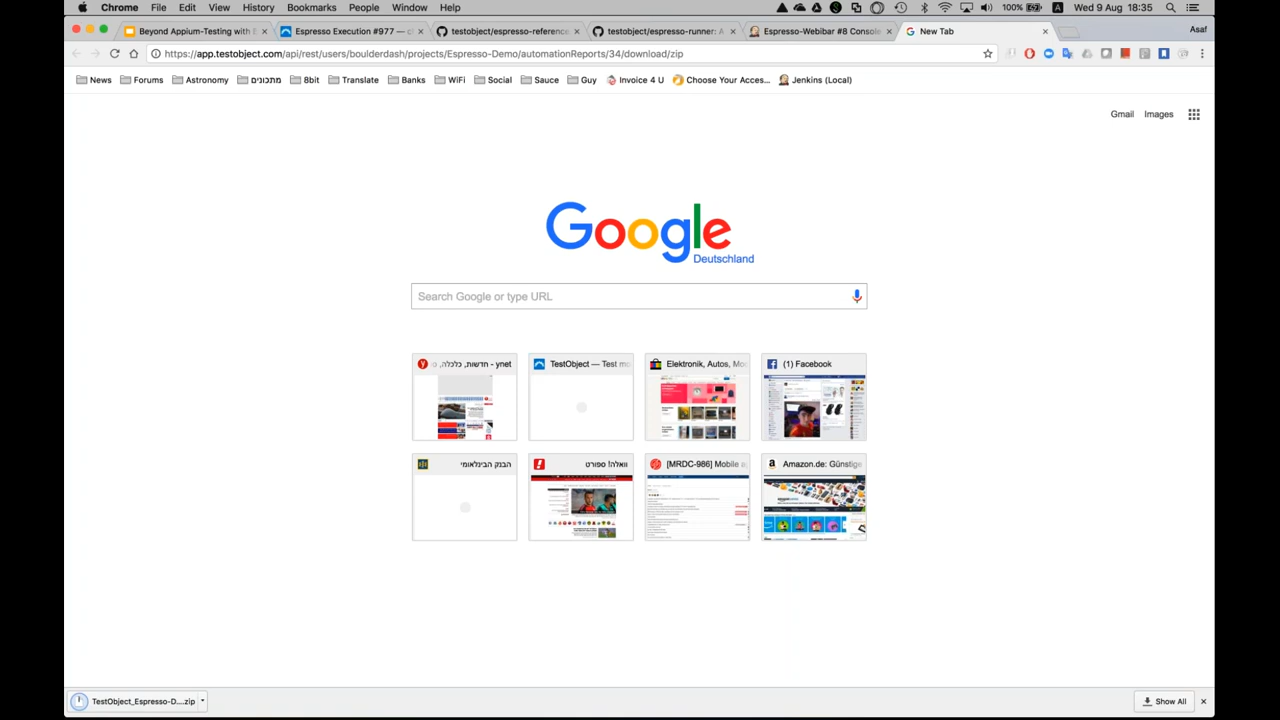 Chrome File Edit View History Bookmarks People Window Help 100% Wed 9 Aug 18:35
Beyond Appium-Testing with E Espresso Execution #977 — testobject/espresso-reference testobject/espresso-runner: A Espresso-Webibar #8 Console New Tab Asaf
https://app.testobject.com/api/rest/users/boulderdash/projects/Espresso-Demo/automationReports/34/download/zip
News Forums Astronomy מתכונים 8bit Translate Banks WiFi Social Sauce Guy Invoice 4 U Choose Your Acces... Jenkins (Local)
Gmail Images
Google
Deutschland
Search Google or type URL
ynet - חדשות, כלכלה, TestObject — Test mo Elektronik, Autos, Mo (1) Facebook
הבנק הבינלאומי וואלה! ספורט [MRDC-986] Mobile a Amazon.de: Günstige
TestObject_Espresso-D....zip Show All